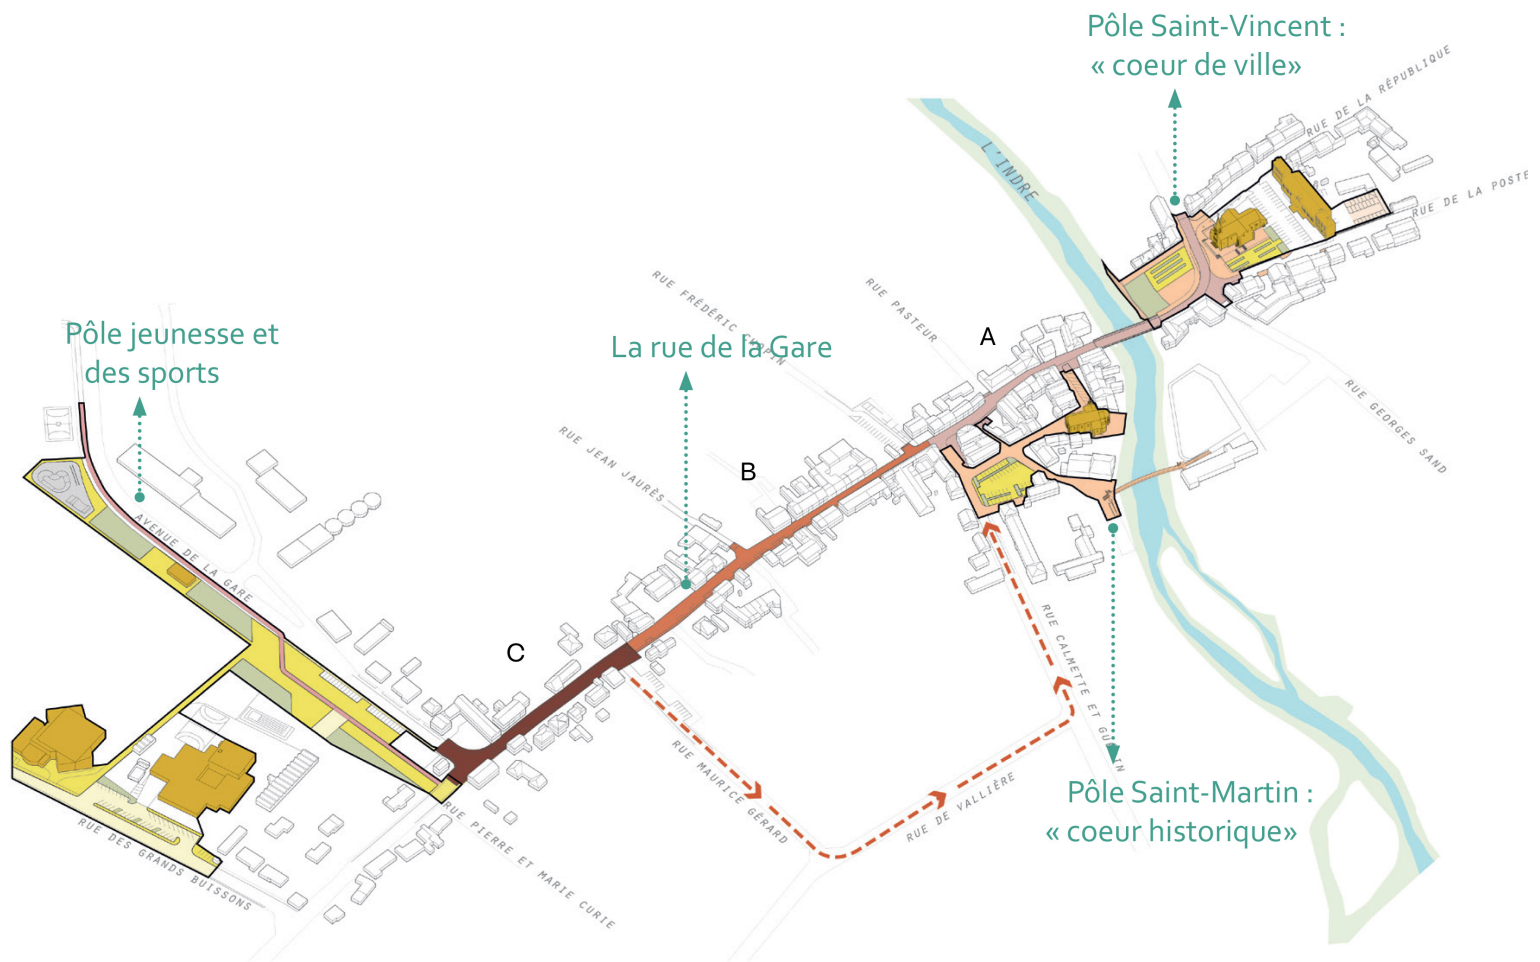 Pôle Saint-Vincent :
« coeur de ville»
RUE DE LA RÉPUBLIQUE
L'INDRE
RUE DE LA POSTE
RUE FRÉDÉRIC CHOPIN
RUE PASTEUR
Pôle jeunesse et
des sports
La rue de la Gare
A
RUE GEORGES SAND
RUE JEAN JAURÈS
B
AVENUE DE LA GARE
C
RUE CALMETTE ET GUÉRIN
RUE MAURICE GÉRARD
RUE DE VALLIÈRE
Pôle Saint-Martin :
« coeur historique»
RUE DES GRANDS BUISSONS
RUE PIERRE ET MARIE CURIE